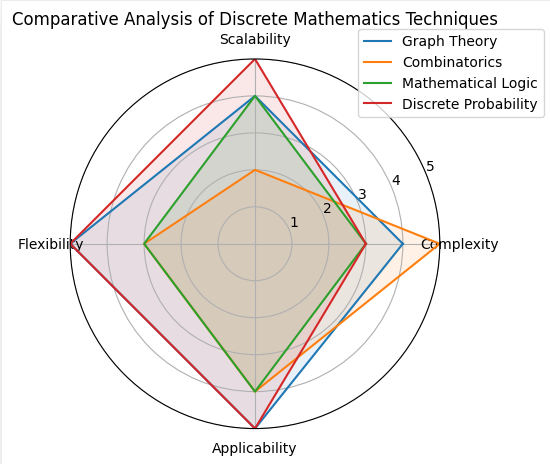 Comparative Analysis of Discrete Mathematics Techniques
Scalability
Graph Theory
Combinatorics
Mathematical Logic
Discrete Probability
5
4
3
2
1
Flexibility
Complexity
Applicability